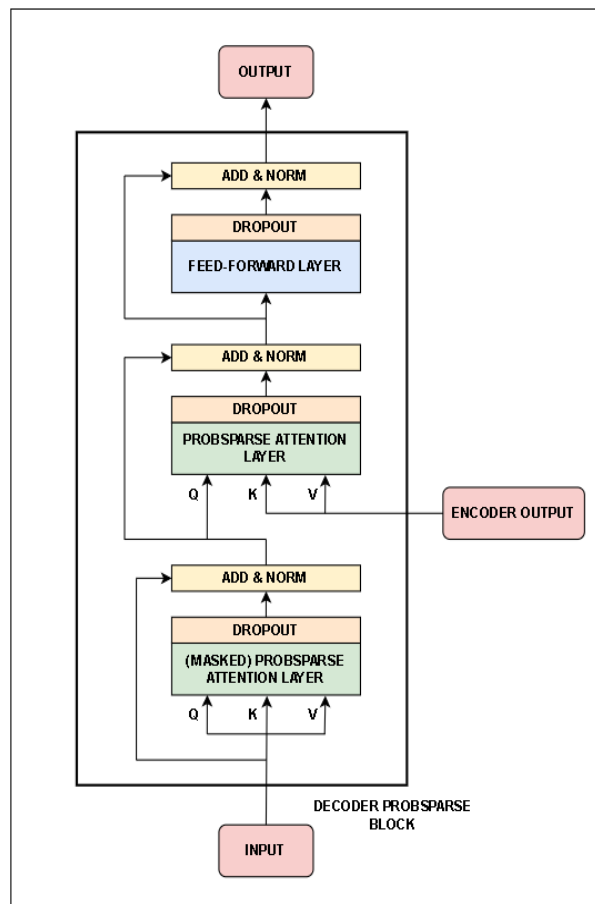 OUTPUT
ADD & NORM
DROPOUT
FEED-FORWARD LAYER
ADD & NORM
DROPOUT
PROBSPARSE ATTENTION
LAYER
Q
K
V
ENCODER OUTPUT
ADD & NORM
DROPOUT
(MASKED) PROBSPARSE
ATTENTION LAYER
Q
K
V
DECODER PROBSPARSE
BLOCK
INPUT